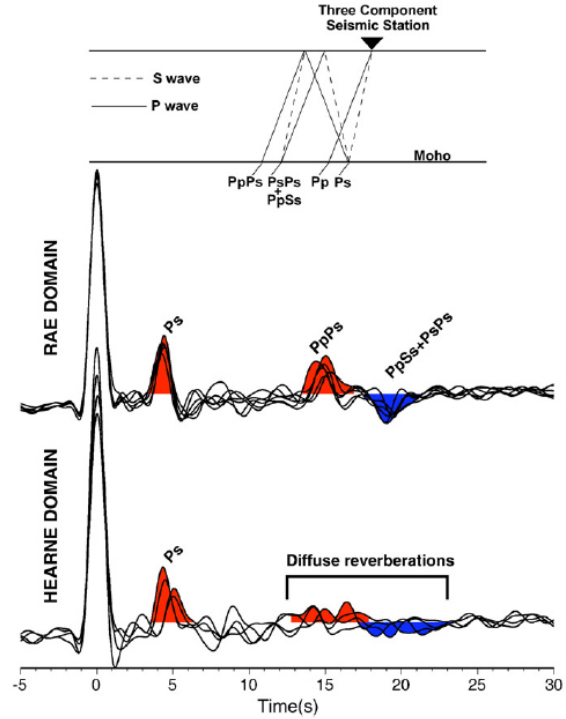 Three Component
Seismic Station
S wave
P wave
Moho
PpPs PsPs Pp Ps
+
PpSs
RAE DOMAIN
Ps
PpPs
PpSs+PsPs
HEARNE DOMAIN
Ps
Diffuse reverberations
-5 0 5 10 15 20 25 30
Time(s)